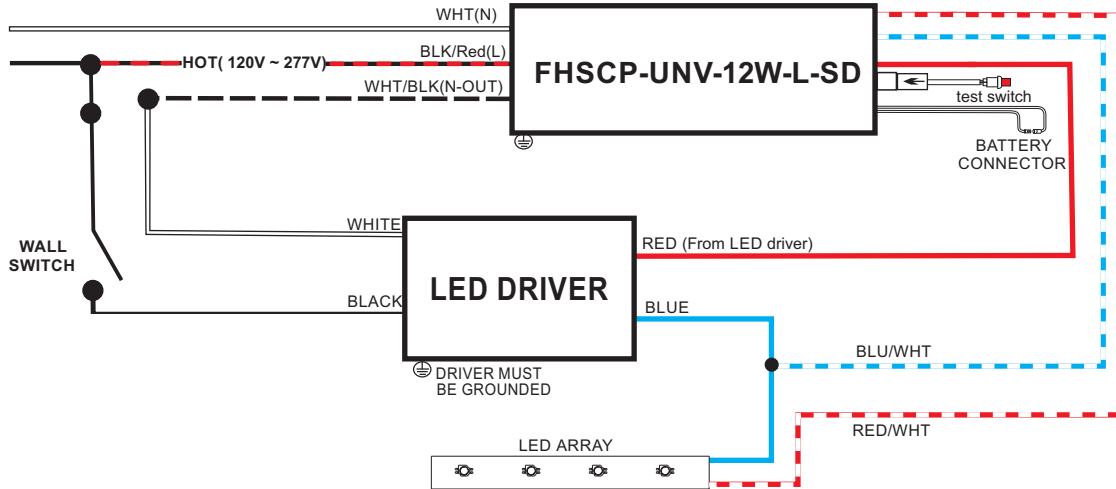 WHT(N)
HOT( 120V ~ 277V)
BLK/Red(L)
WHT/BLK(N-OUT)
FHSCP-UNV-12W-L-SD
test switch
BATTERY
CONNECTOR
WALL
SWITCH
WHITE
BLACK
LED DRIVER
RED (From LED driver)
BLUE
DRIVER MUST
BE GROUNDED
BLU/WHT
RED/WHT
LED ARRAY